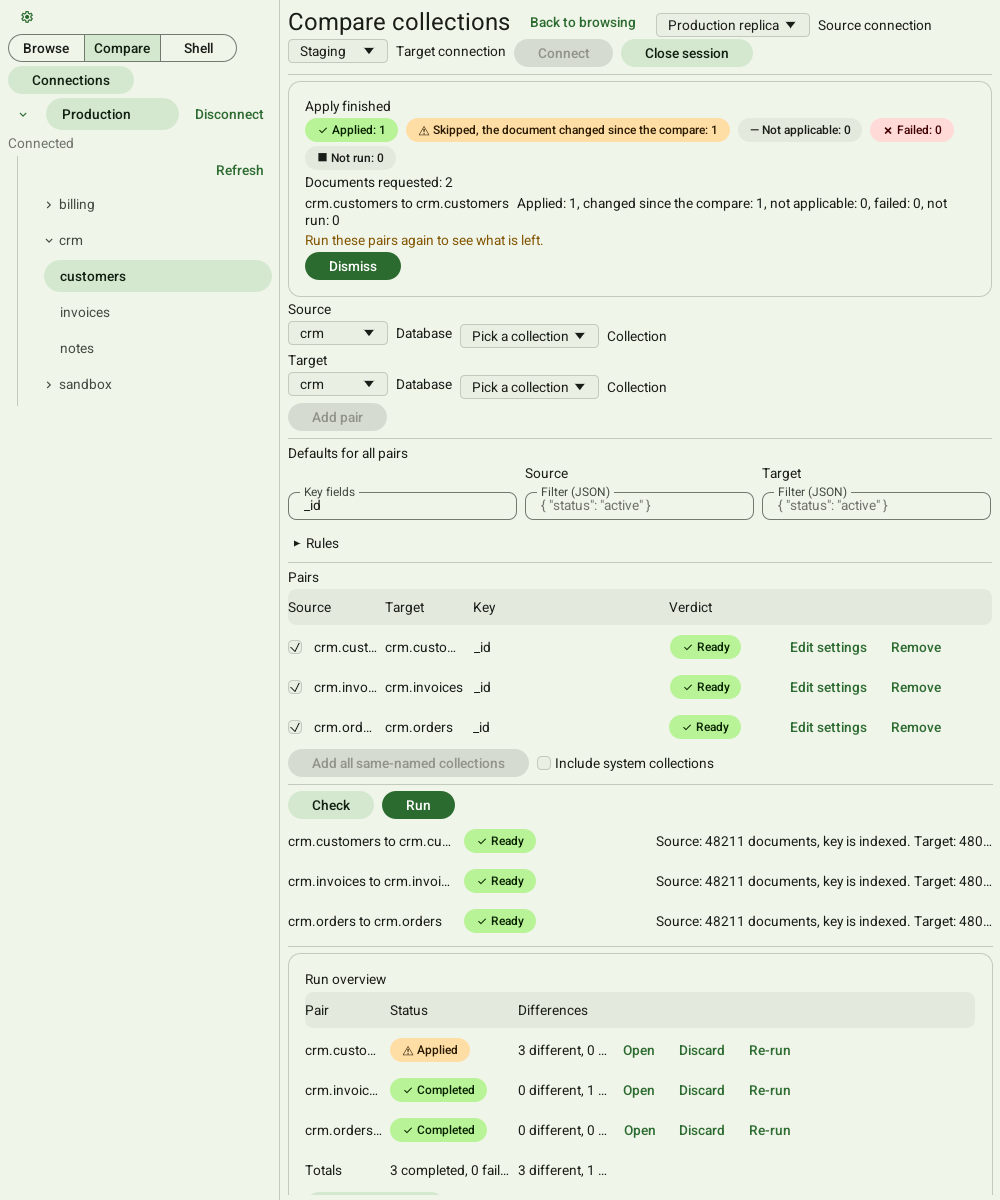 Browse Compare Shell
Connections
Production Disconnect
Connected
Refresh
billing
crm
customers
invoices
notes
sandbox
Compare collections Back to browsing Production replica Source connection
Staging Target connection Connect Close session
Apply finished
Applied: 1 Skipped, the document changed since the compare: 1 Not applicable: 0 Failed: 0
Not run: 0
Documents requested: 2
crm.customers to crm.customers Applied: 1, changed since the compare: 1, not applicable: 0, failed: 0, not
run: 0
Run these pairs again to see what is left.
Dismiss
Source
crm Database Pick a collection Collection
Target
crm Database Pick a collection Collection
Add pair
Defaults for all pairs
Source Target
Key fields Filter (JSON) Filter (JSON)
_id { "status": "active" } { "status": "active" }
Rules
Pairs
Source Target Key Verdict
crm.cust… crm.custo… _id Ready Edit settings Remove
crm.invo… crm.invoices _id Ready Edit settings Remove
crm.ord… crm.orders _id Ready Edit settings Remove
Add all same-named collections Include system collections
Check Run
crm.customers to crm.cu… Ready Source: 48211 documents, key is indexed. Target: 480…
crm.invoices to crm.invoi… Ready Source: 48211 documents, key is indexed. Target: 480…
crm.orders to crm.orders Ready Source: 48211 documents, key is indexed. Target: 480…
Run overview
Pair Status Differences
crm.custo… Applied 3 different, 0 … Open Discard Re-run
crm.invoic… Completed 0 different, 1 … Open Discard Re-run
crm.orders… Completed 0 different, 0 … Open Discard Re-run
Totals 3 completed, 0 fail… 3 different, 1 …